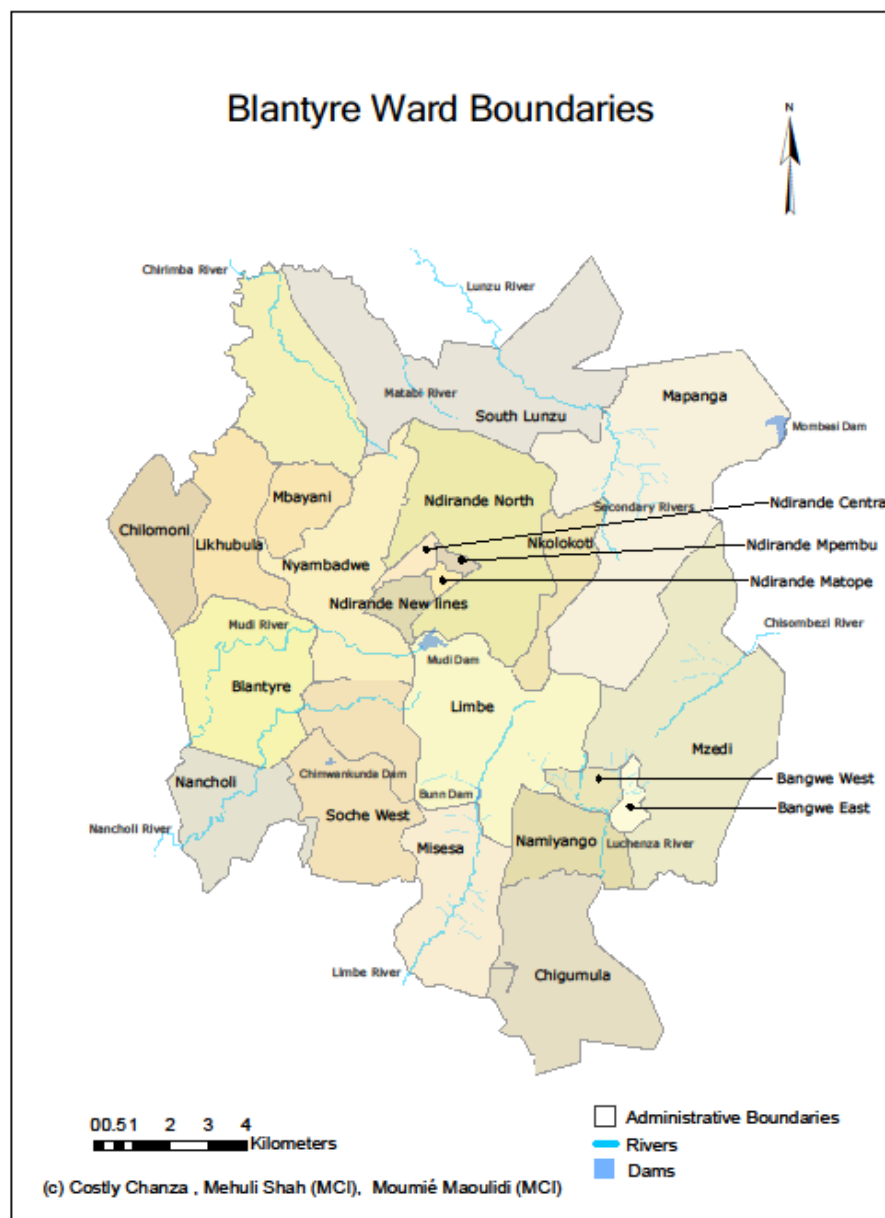 Blantyre Ward Boundaries
N
Chirimba River
Lunzu River
Matabi River
South Lunzu
Mapanga
Mombesi Dam
Mbayani
Ndirande North
Secondary Rivers
Ndirande Centra
Chilomoni
Likhubula
Nyambadwe
Nkolokoti
Ndirande Mpembu
Ndirande Matope
Ndirande New lines
Mudi River
Chisombezi River
Mudi Dam
Blantyre
Limbe
Mzedi
Nancholi
Chimwankunda Dam
Bangwe West
Bunn Dam
Bangwe East
Soche West
Nancholi River
Misesa
Namiyango
Luchenza River
Limbe River
Chigumula
00.51 2 3 4
Kilometers
Administrative Boundaries
Rivers
Dams
(c) Costly Chanza , Mehuli Shah (MCI), Moumié Maoulidi (MCI)